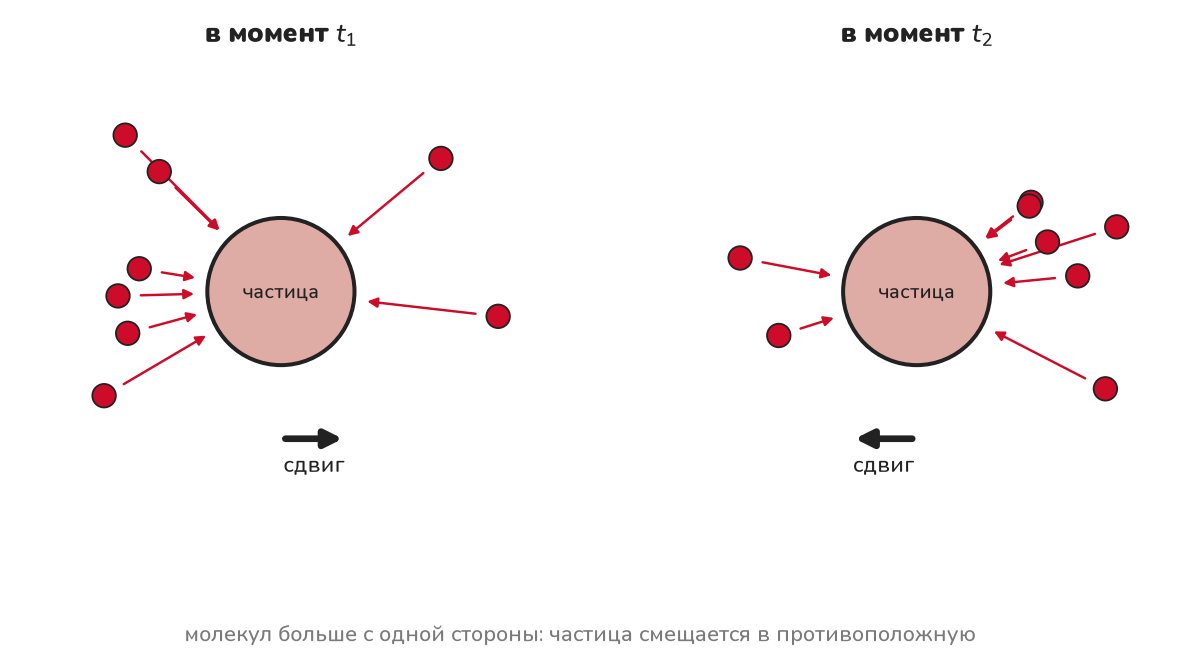 в момент t₁
в момент t₂
частица
частица
сдвиг
сдвиг
молекул больше с одной стороны: частица смещается в противоположную